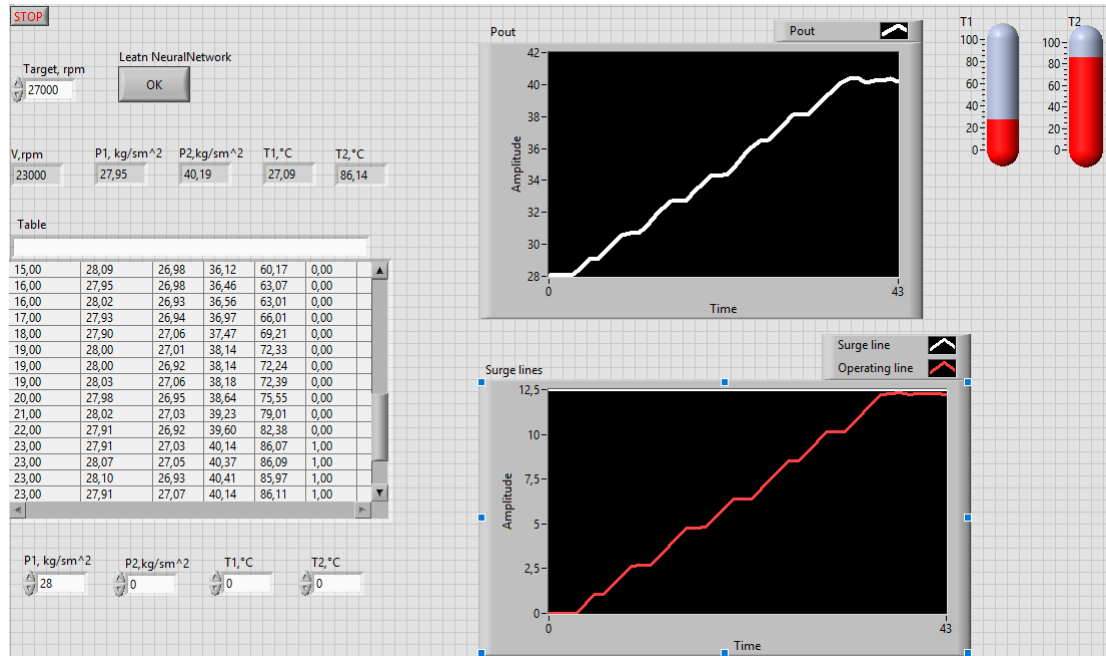 STOP
Target, rpm
27000
Leatn NeuralNetwork
OK
V,rpm P1, kg/sm^2 P2,kg/sm^2 T1,°C T2,°C
23000 27,95 40,19 27,09 86,14
Table
15,00 28,09 26,98 36,12 60,17 0,00
16,00 27,95 26,98 36,46 63,07 0,00
16,00 28,02 26,93 36,56 63,01 0,00
17,00 27,93 26,94 36,97 66,01 0,00
18,00 27,90 27,06 37,47 69,21 0,00
19,00 28,00 27,01 38,14 72,33 0,00
19,00 28,00 26,92 38,14 72,24 0,00
19,00 28,03 27,06 38,18 72,39 0,00
20,00 27,98 26,95 38,64 75,55 0,00
21,00 28,02 27,03 39,23 79,01 0,00
22,00 27,91 26,92 39,60 82,38 0,00
23,00 27,91 27,03 40,14 86,07 1,00
23,00 28,07 27,05 40,37 86,09 1,00
23,00 28,10 26,93 40,41 85,97 1,00
23,00 27,91 27,07 40,14 86,11 1,00
P1, kg/sm^2 P2,kg/sm^2 T1,°C T2,°C
28 0 0 0
Pout
Pout
42
40
38
36
34
32
30
28
Amplitude
0 43
Time
T1
100
80
60
40
20
0
T2
100
80
60
40
20
0
Surge lines
Surge line
Operating line
12,5
10
7,5
5
2,5
0
Amplitude
0 43
Time